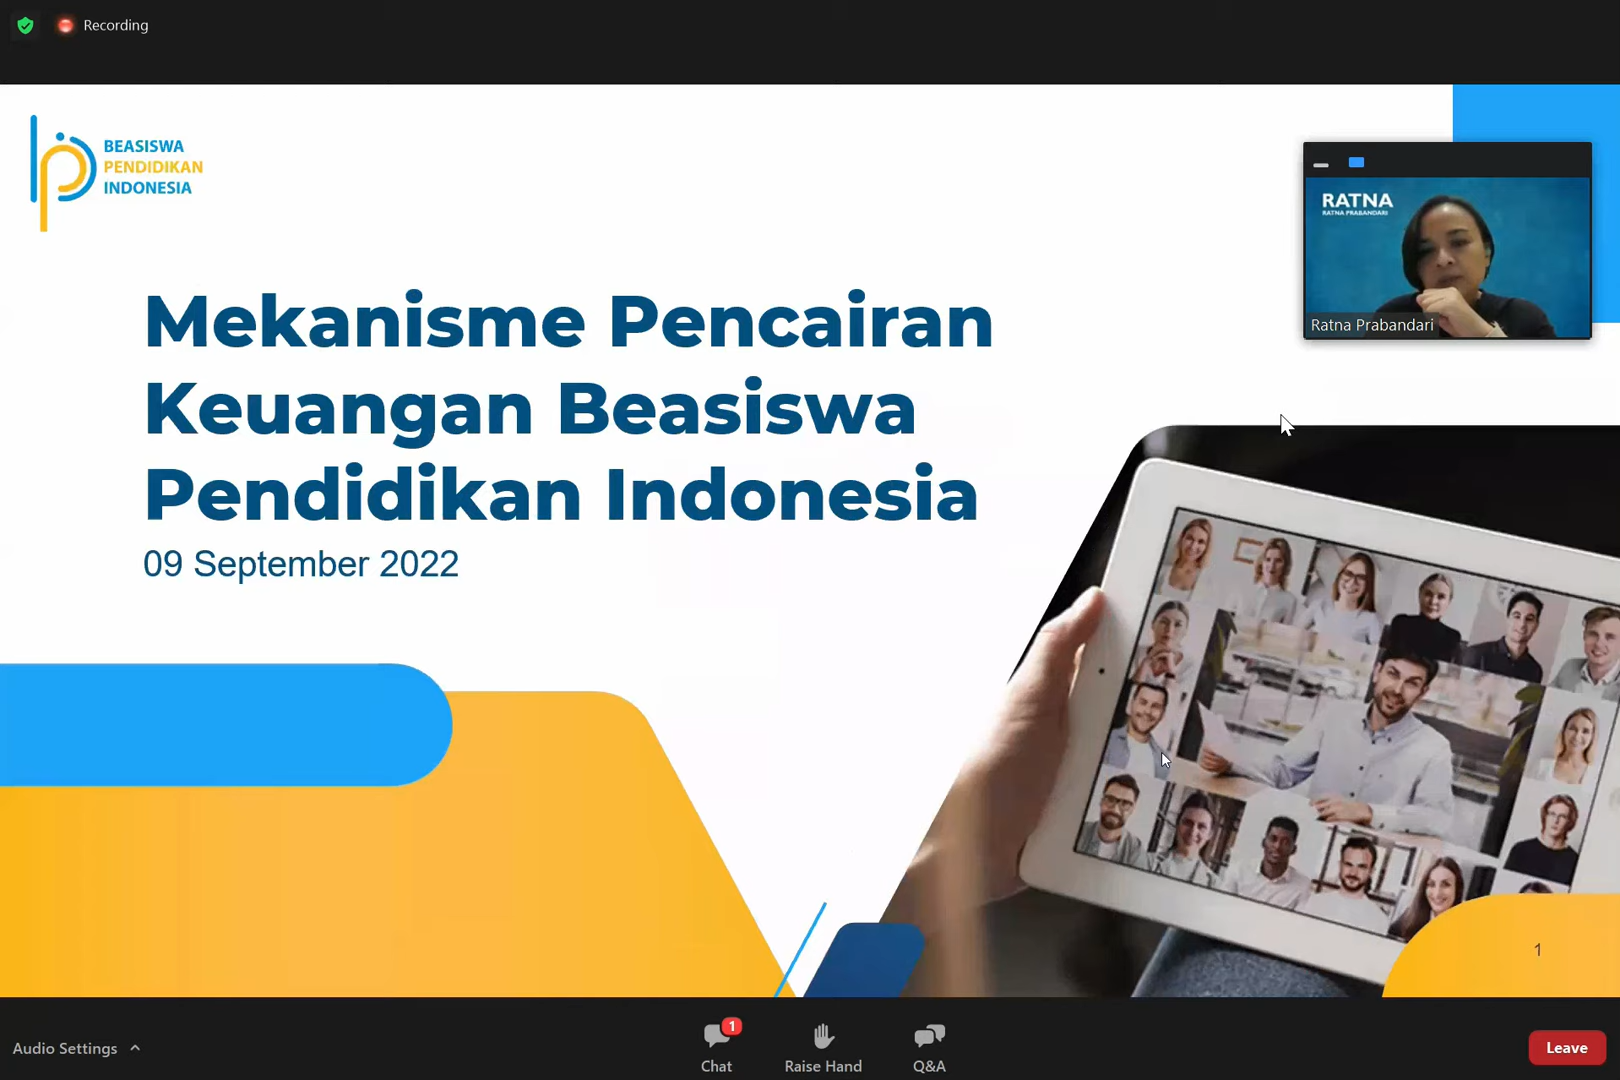 Recording
BEASISWA
PENDIDIKAN
INDONESIA
RATNA
RATNA PRABANDARI
Ratna Prabandari
Mekanisme Pencairan
Keuangan Beasiswa
Pendidikan Indonesia
09 September 2022
1
Audio Settings
1
Chat
Raise Hand
Q&A
Leave